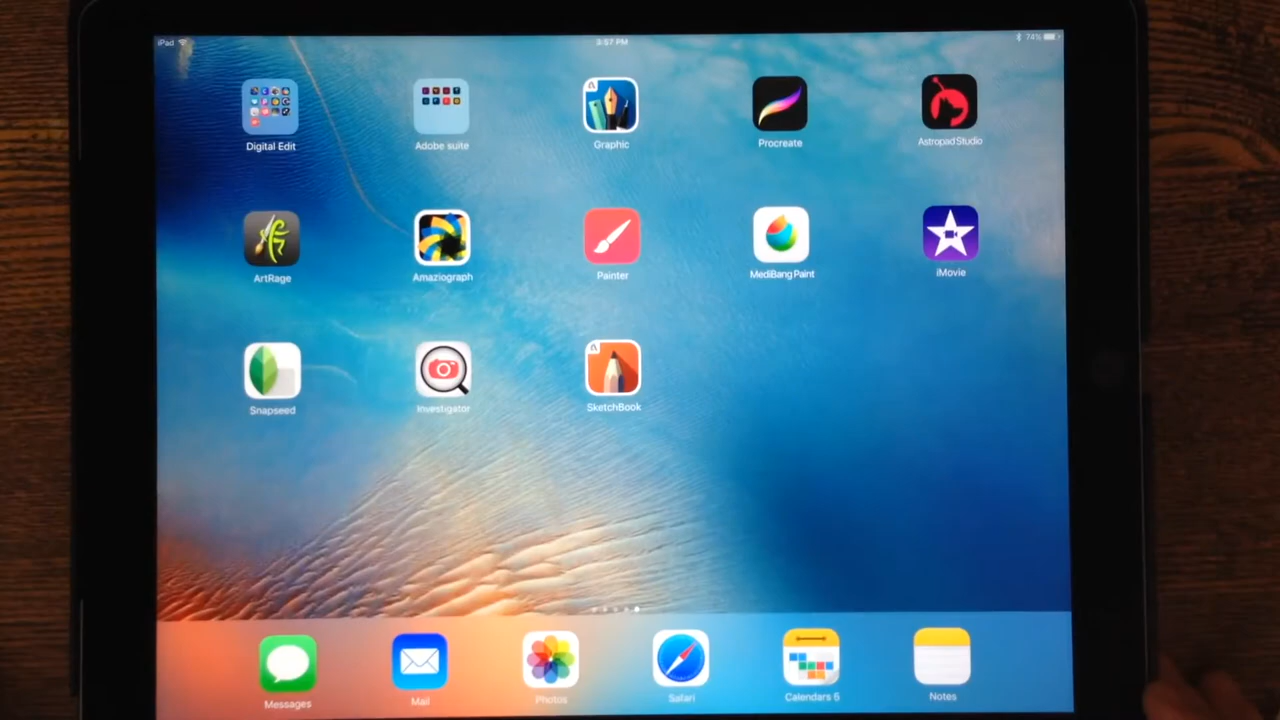 iPad 3:57 PM 74%
Digital Edit Adobe suite Graphic Procreate Astropad Studio
ArtRage Amaziograph Painter MediBang Paint iMovie
Snapseed Investigator SketchBook
Messages Mail Photos Safari Calendars 5 Notes